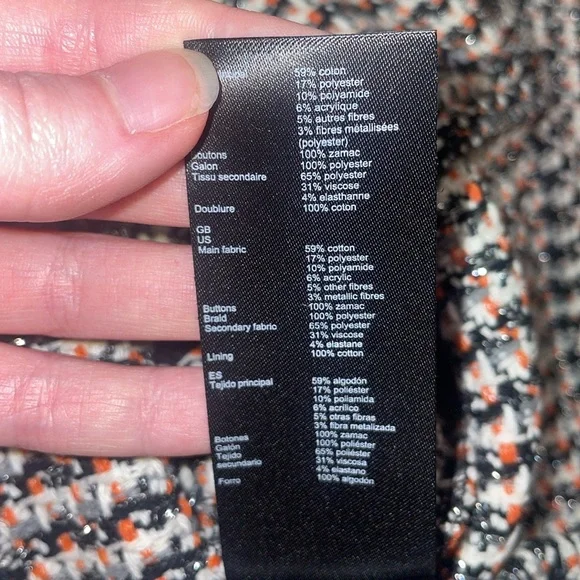 59% coton
17% polyester
10% polyamide
6% acrylique
5% autres fibres
3% fibres métallisées
(polyester)
Boutons 100% zamac
Galon 100% polyester
Tissu secondaire 65% polyester
31% viscose
4% elasthanne
Doublure 100% coton
GB
US
Main fabric 59% cotton
17% polyester
10% polyamide
6% acrylic
5% other fibres
3% metallic fibres
Buttons 100% zamac
Braid 100% polyester
Secondary fabric 65% polyester
31% viscose
4% elastane
Lining 100% cotton
ES
Tejido principal 59% algodón
17% poliéster
10% poliamida
6% acrílico
5% otras fibras
3% fibra metalizada
Botones 100% zamac
Galón 100% poliéster
Tejido 65% poliéster
secundario 31% viscosa
4% elastano
Forro 100% algodón